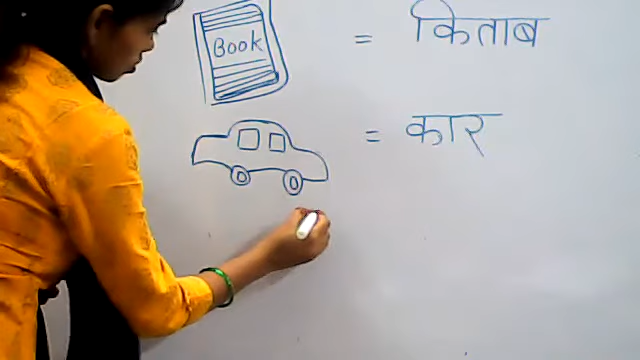 Book = किताब
= कार